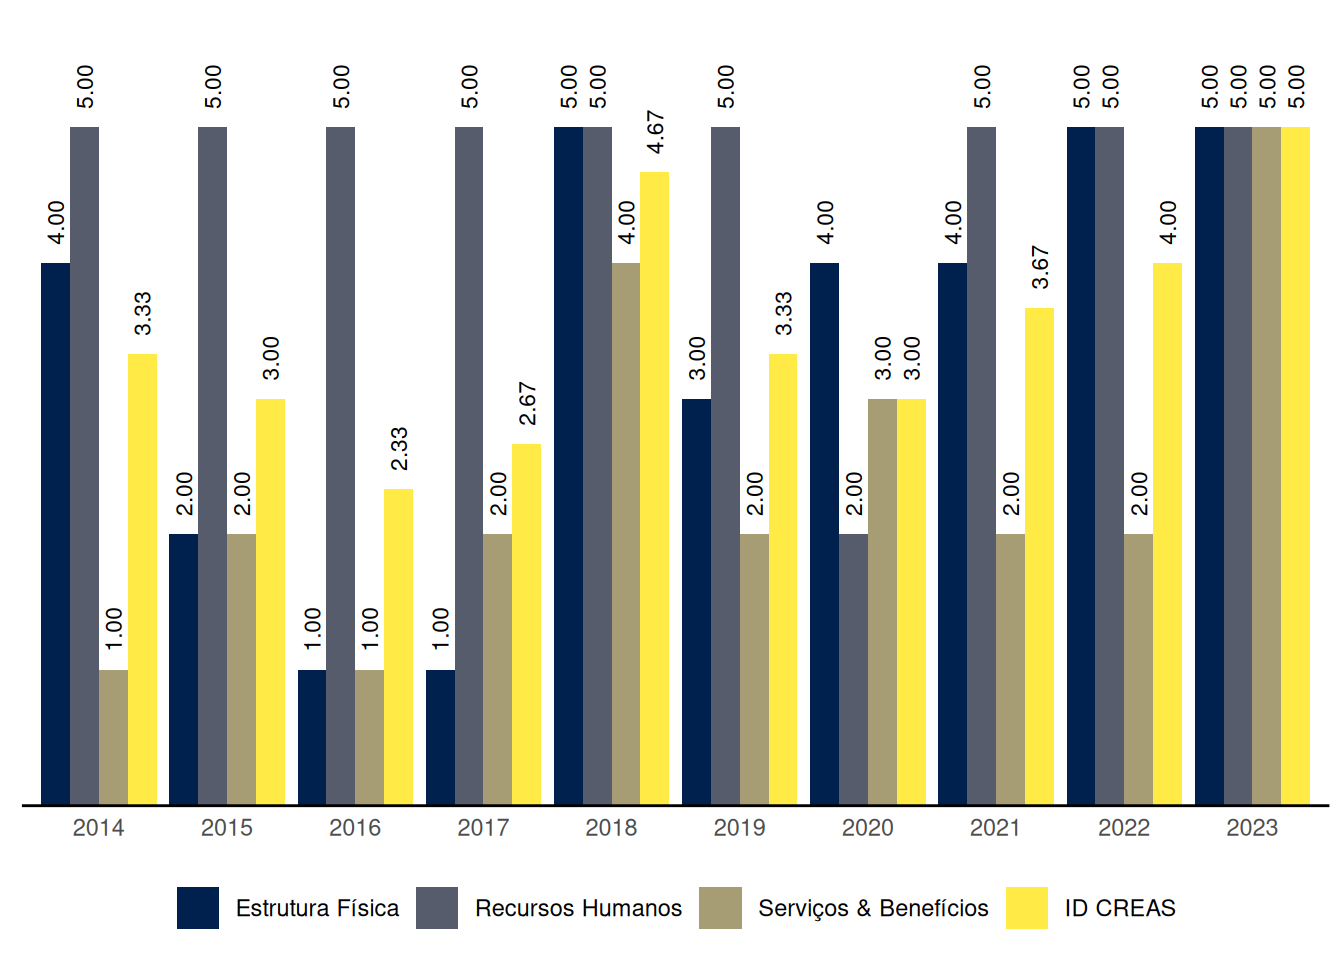 4.00 5.00 1.00 3.33
2.00 5.00 2.00 3.00
1.00 5.00 1.00 2.33
1.00 5.00 2.00 2.67
5.00 5.00 4.00 4.67
3.00 5.00 2.00 3.33
4.00 2.00 3.00 3.00
4.00 5.00 2.00 3.67
5.00 5.00 2.00 4.00
5.00 5.00 5.00 5.00
2014 2015 2016 2017 2018 2019 2020 2021 2022 2023
Estrutura Física Recursos Humanos Serviços & Benefícios ID CREAS